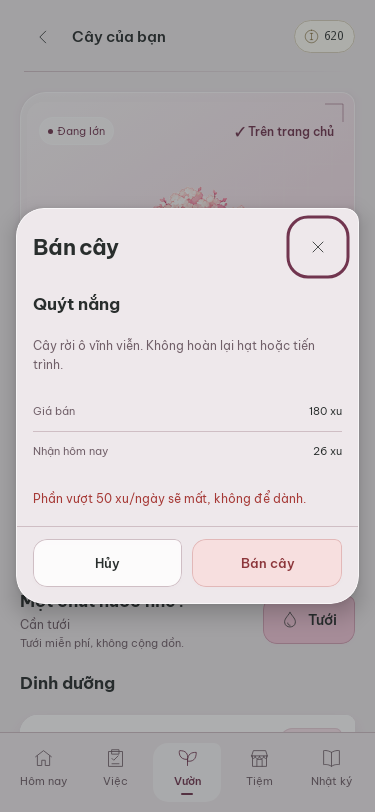 Cây của bạn
620
Đang lớn
✓ Trên trang chủ
Bán cây
Quýt nắng
Cây rời ô vĩnh viễn. Không hoàn lại hạt hoặc tiến
trình.
Giá bán 180 xu
Nhận hôm nay 26 xu
Phần vượt 50 xu/ngày sẽ mất, không để dành.
Hủy
Bán cây
Cần tưới
Tưới miễn phí, không cộng dồn.
Tưới
Dinh dưỡng
Hôm nay
Việc
Vườn
Tiệm
Nhật ký